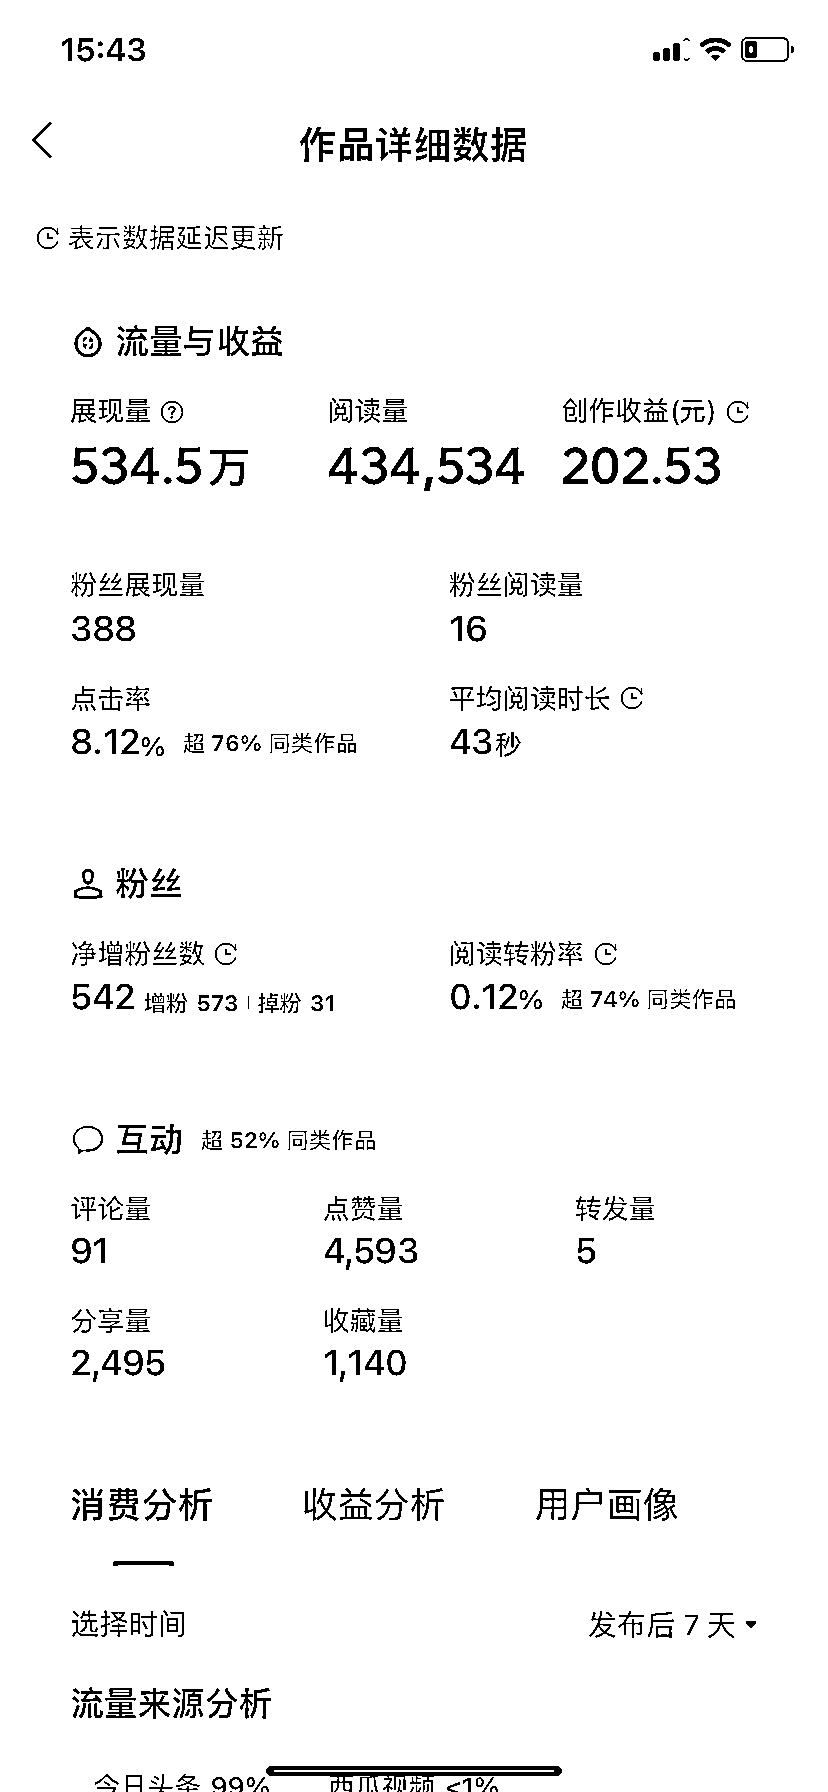 15:43
作品详细数据
表示数据延迟更新
流量与收益
展现量 阅读量 创作收益(元)
534.5万 434,534 202.53
粉丝展现量 粉丝阅读量
388 16
点击率 平均阅读时长
8.12% 超 76% 同类作品 43秒
粉丝
净增粉丝数 阅读转粉率
542 增粉 573 | 掉粉 31 0.12% 超 74% 同类作品
互动 超 52% 同类作品
评论量 点赞量 转发量
91 4,593 5
分享量 收藏量
2,495 1,140
消费分析 收益分析 用户画像
选择时间 发布后 7 天
流量来源分析
今日头条 99% 西瓜视频 <1%